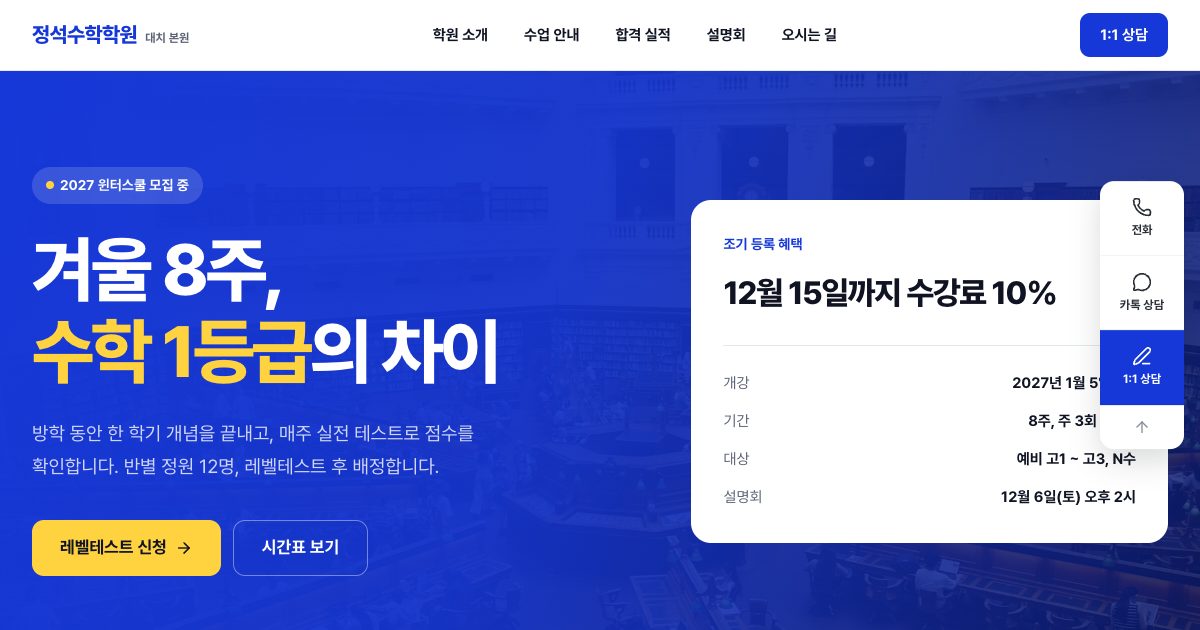 정석수학학원 대치 본원
학원 소개
수업 안내
합격 실적
설명회
오시는 길
1:1 상담
2027 윈터스쿨 모집 중
겨울 8주,
수학 1등급의 차이
방학 동안 한 학기 개념을 끝내고, 매주 실전 테스트로 점수를
확인합니다. 반별 정원 12명, 레벨테스트 후 배정합니다.
레벨테스트 신청
시간표 보기
조기 등록 혜택
12월 15일까지 수강료 10%
개강 2027년 1월
기간 8주, 주 3회
대상 예비 고1 ~ 고3, N수
설명회 12월 6일(토) 오후 2시
전화
카톡 상담
1:1 상담